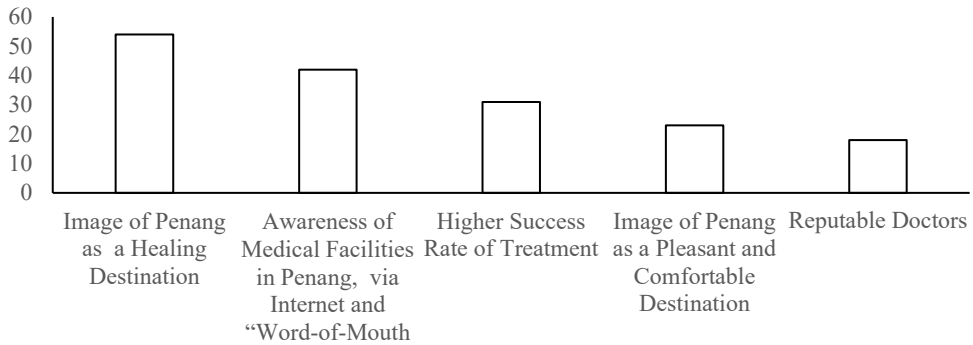 60
50
40
30
20
10
0
Image of Penang
as a Healing
Destination
Awareness of
Medical Facilities
in Penang, via
Internet and
“Word-of-Mouth
Higher Success
Rate of Treatment
Image of Penang
as a Pleasant and
Comfortable
Destination
Reputable Doctors